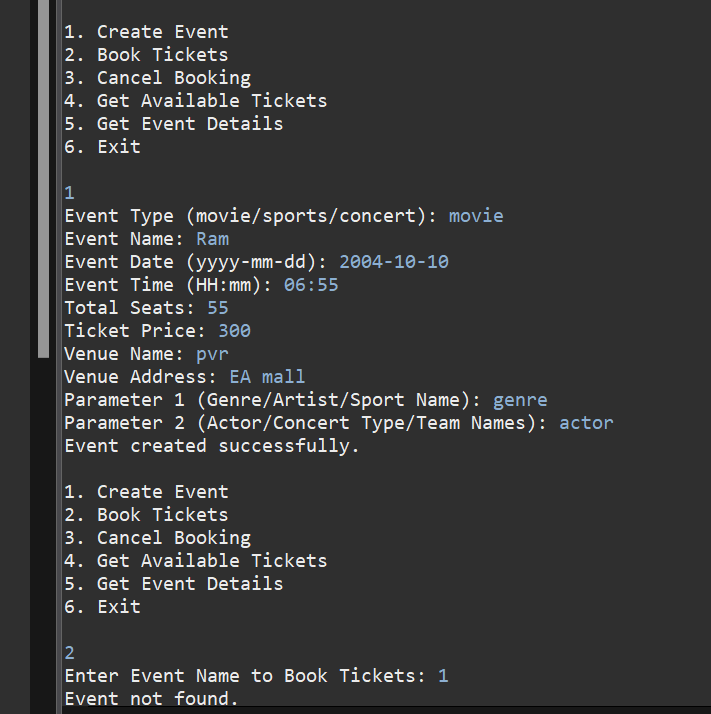 1. Create Event
2. Book Tickets
3. Cancel Booking
4. Get Available Tickets
5. Get Event Details
6. Exit
1
Event Type (movie/sports/concert): movie
Event Name: Ram
Event Date (yyyy-mm-dd): 2004-10-10
Event Time (HH:mm): 06:55
Total Seats: 55
Ticket Price: 300
Venue Name: pvr
Venue Address: EA mall
Parameter 1 (Genre/Artist/Sport Name): genre
Parameter 2 (Actor/Concert Type/Team Names): actor
Event created successfully.
1. Create Event
2. Book Tickets
3. Cancel Booking
4. Get Available Tickets
5. Get Event Details
6. Exit
2
Enter Event Name to Book Tickets: 1
Event not found.